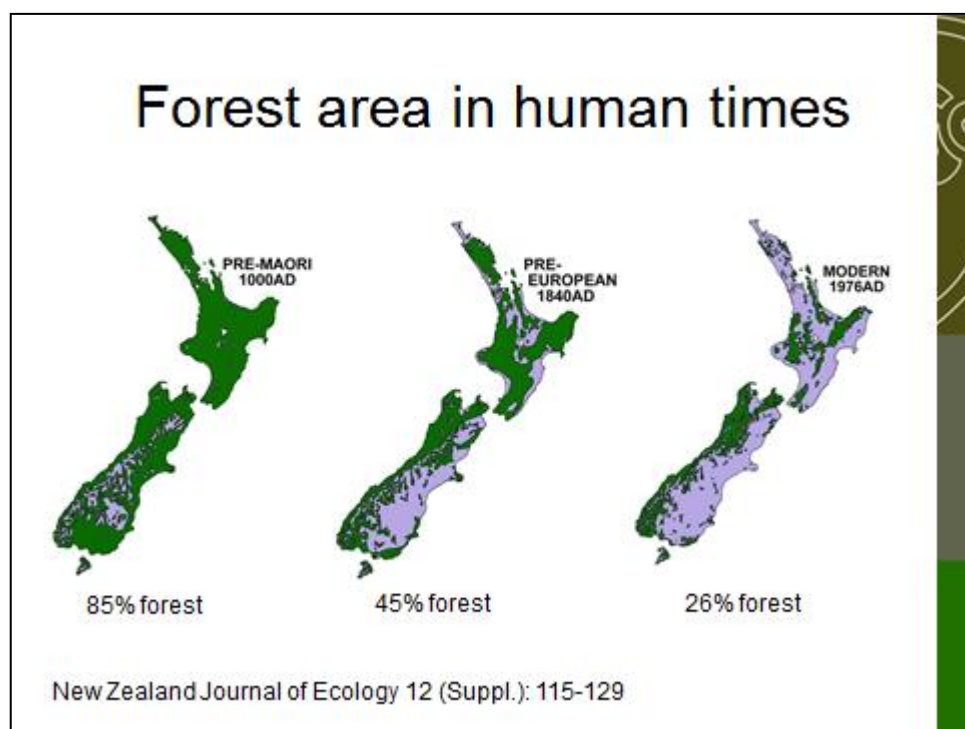 Forest area in human times
PRE-MAORI
1000AD
PRE-
EUROPEAN
1840AD
MODERN
1976AD
85% forest
45% forest
26% forest
New Zealand Journal of Ecology 12 (Suppl.): 115-129